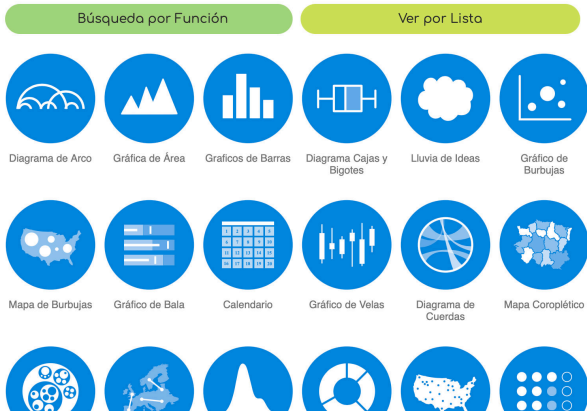 Búsqueda por Función
Ver por Lista
Diagrama de Arco
Gráfica de Área
Graficos de Barras
Diagrama Cajas y
Bigotes
Lluvia de Ideas
Gráfico de
Burbujas
1 2 3 4 5
6 7 8 9 10
11 12 13 14 15
16 17 18 19 20
Mapa de Burbujas
Gráfico de Bala
Calendario
Gráfico de Velas
Diagrama de
Cuerdas
Mapa Coroplético